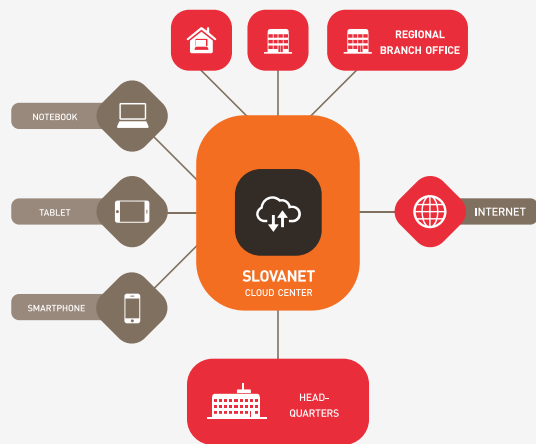 REGIONAL
BRANCH OFFICE
NOTEBOOK
TABLET
INTERNET
SLOVANET
CLOUD CENTER
SMARTPHONE
HEAD-
QUARTERS